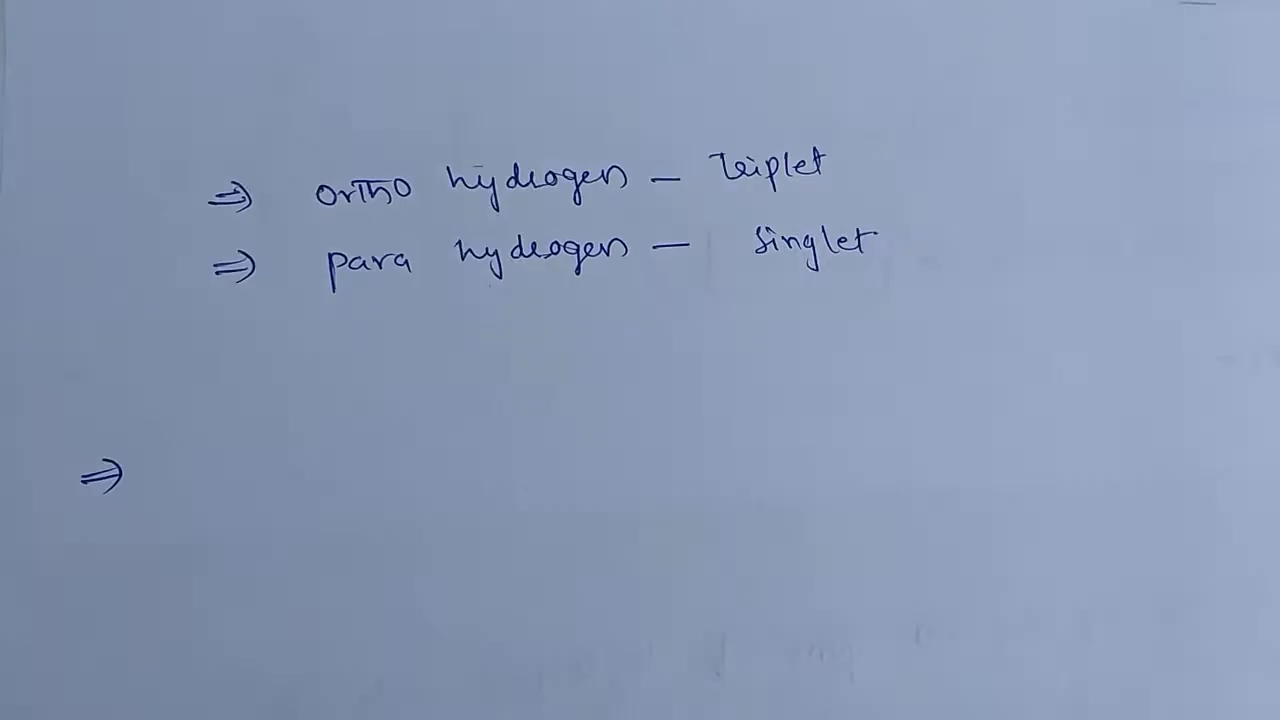 ⇒ ortho hydrogen - Triplet
⇒ para hydrogen - singlet
⇒